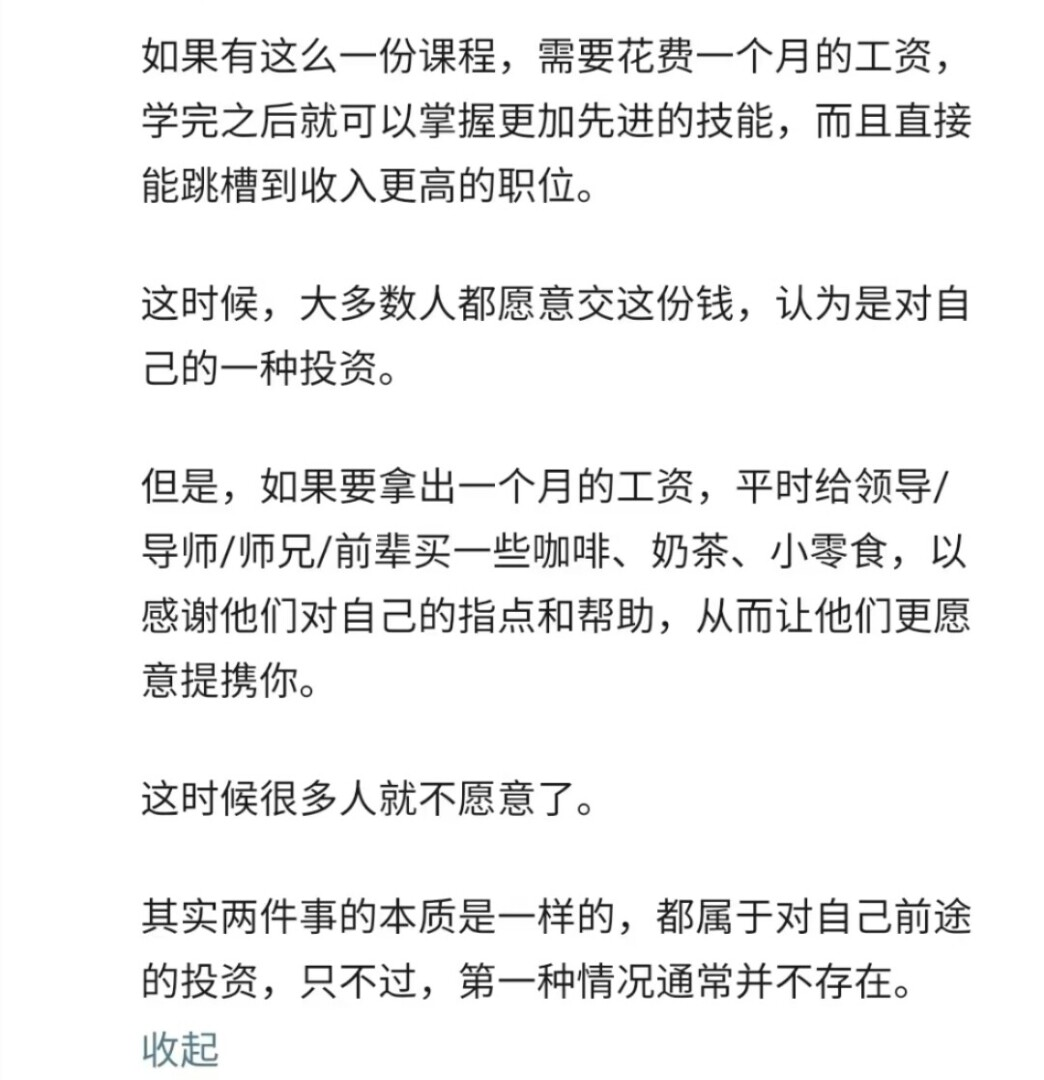 如果有这么一份课程，需要花费一个月的工资，
学完之后就可以掌握更加先进的技能，而且直接
能跳槽到收入更高的职位。
这时候，大多数人都愿意交这份钱，认为是对自
己的一种投资。
但是，如果要拿出一个月的工资，平时给领导/
导师/师兄/前辈买一些咖啡、奶茶、小零食，以
感谢他们对自己的指点和帮助，从而让他们更愿
意提携你。
这时候很多人就不愿意了。
其实两件事的本质是一样的，都属于对自己前途
的投资，只不过，第一种情况通常并不存在。
收起